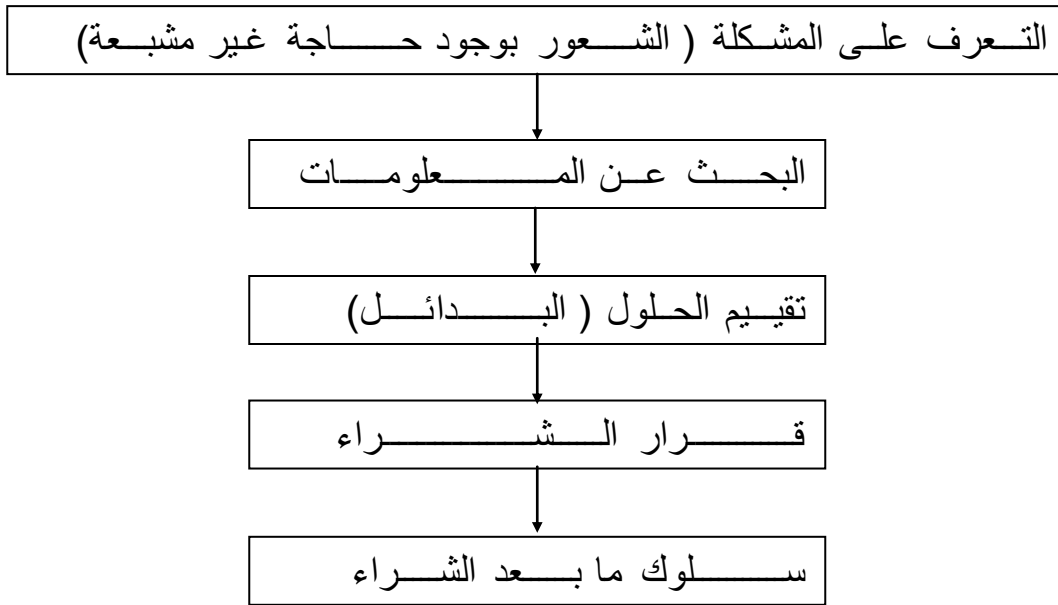 التعرف على المشكلة ( الشعور بوجود حاجة غير مشبعة)
البحث عن المعلومات
تقييم الحلول ( البدائل)
قرار الشراء
سلوك ما بعد الشراء